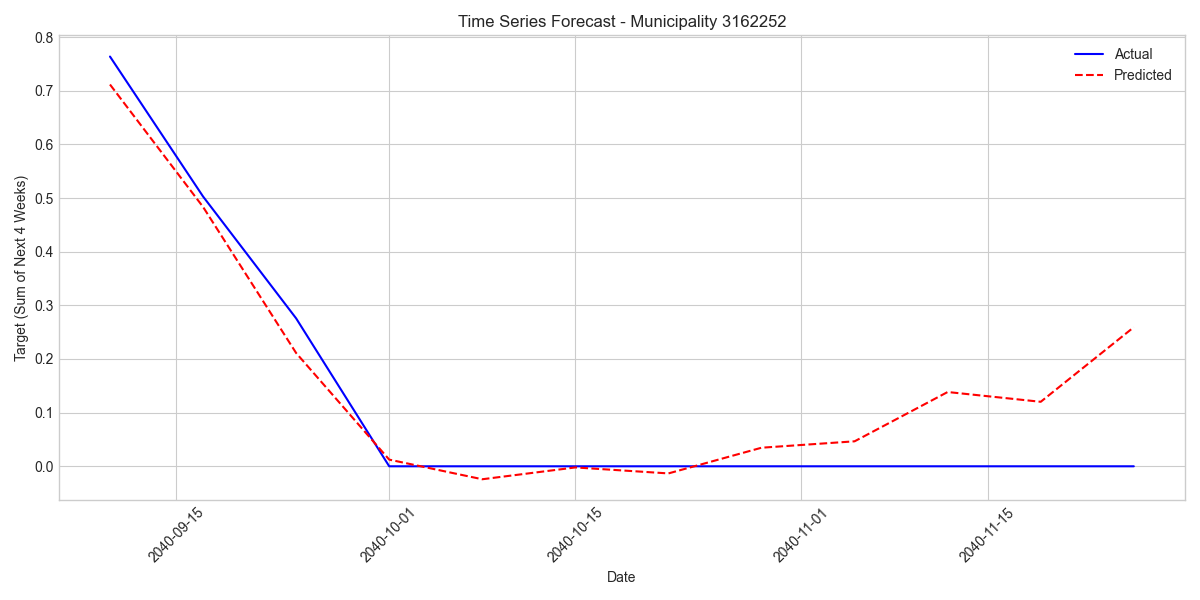 Time Series Forecast - Municipality 3162252
Actual
Predicted
Target (Sum of Next 4 Weeks)
0.8
0.7
0.6
0.5
0.4
0.3
0.2
0.1
0.0
2040-09-15
2040-10-01
2040-10-15
2040-11-01
2040-11-15
Date